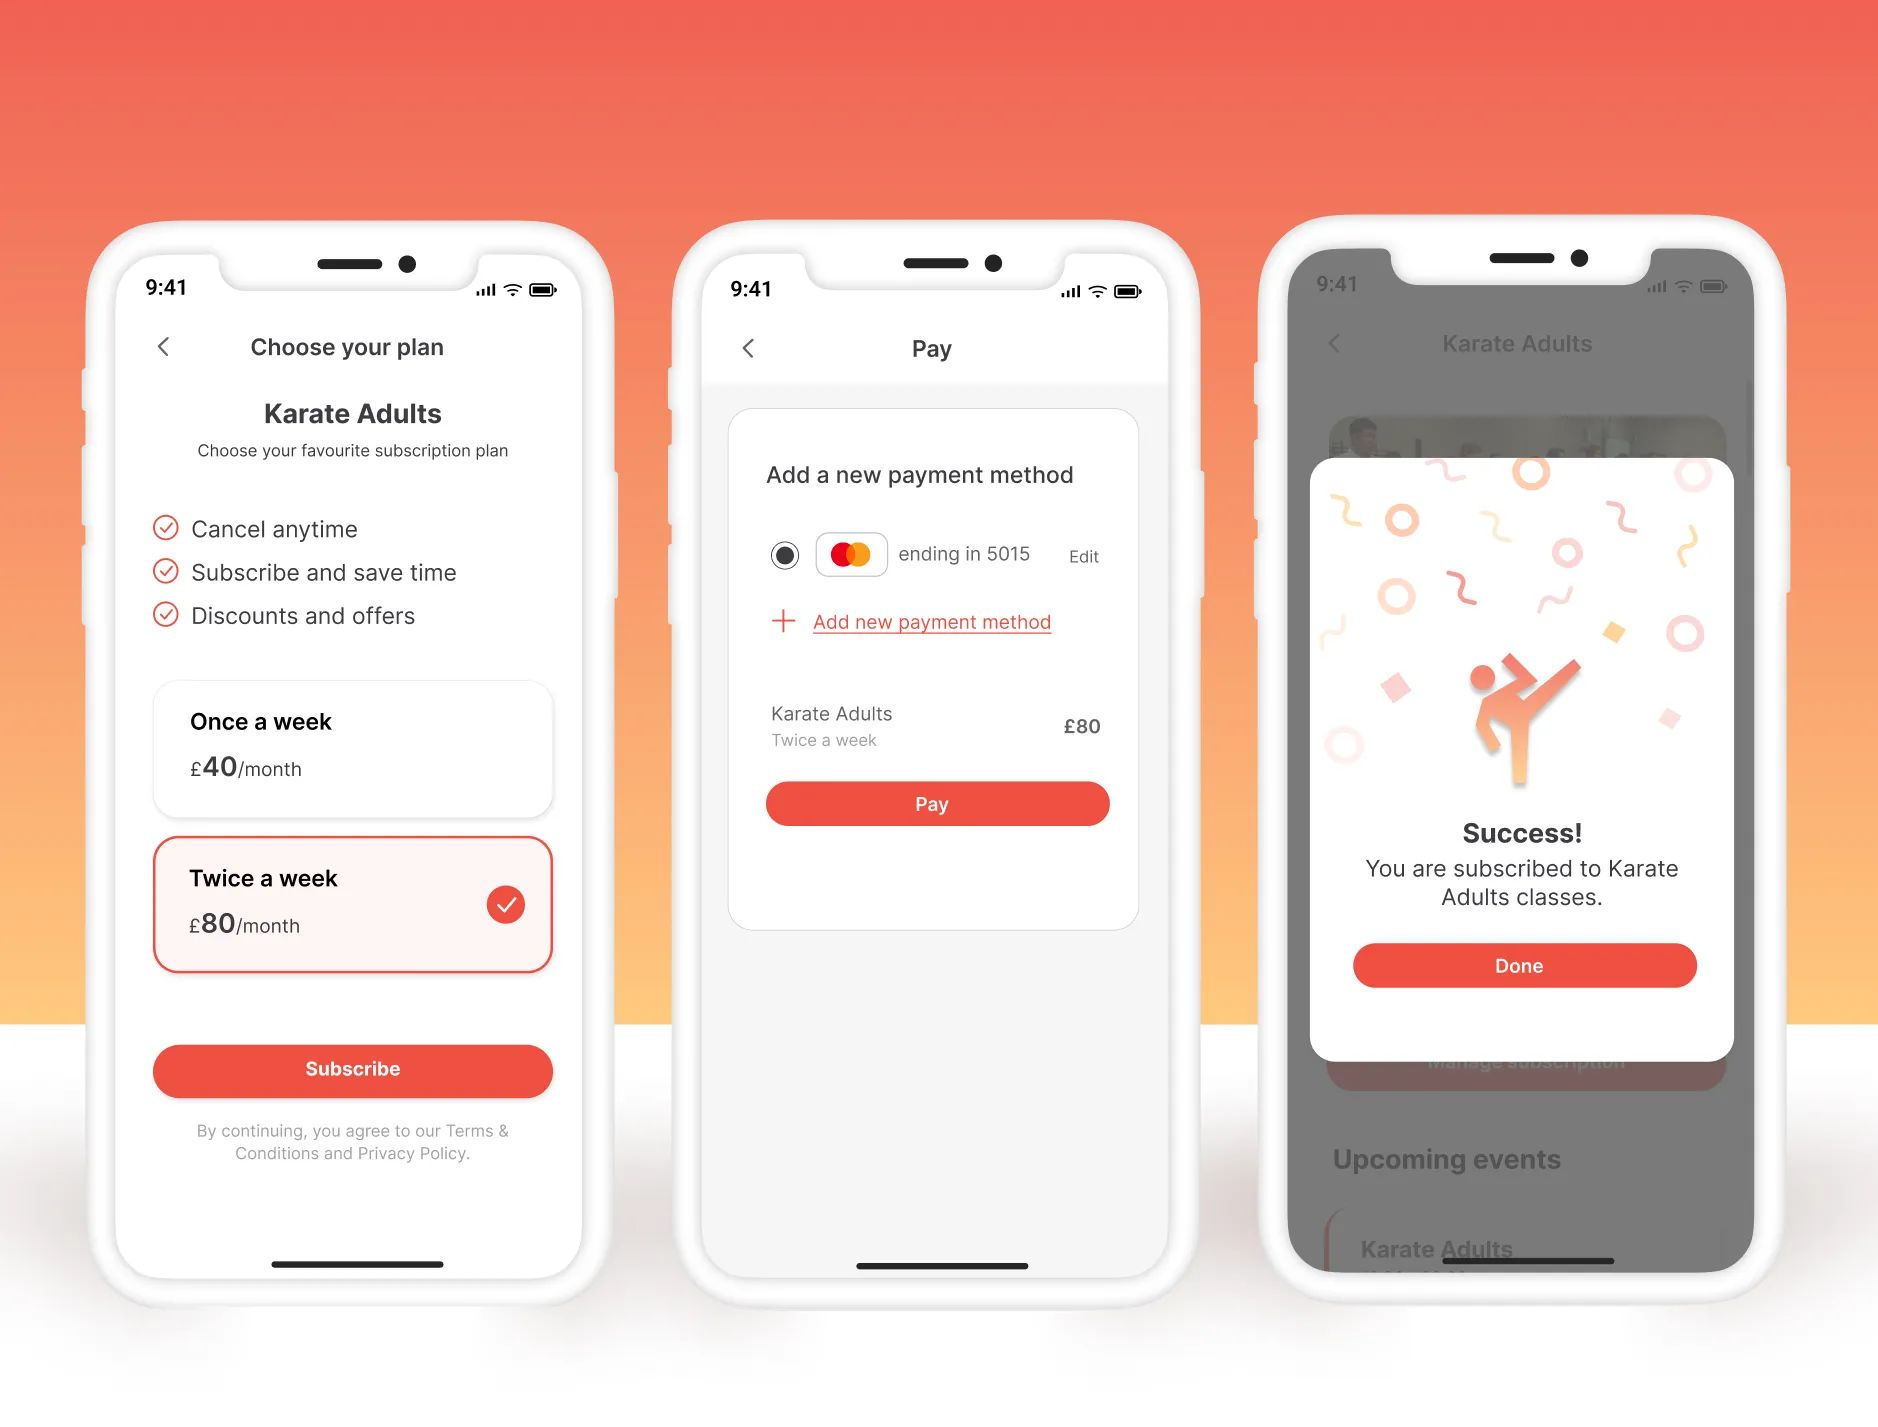 9:41
Choose your plan
Karate Adults
Choose your favourite subscription plan
Cancel anytime
Subscribe and save time
Discounts and offers
Once a week
£40/month
Twice a week
£80/month
Subscribe
By continuing, you agree to our Terms &
Conditions and Privacy Policy.
9:41
Pay
Add a new payment method
ending in 5015
Edit
Add new payment method
Karate Adults
£80
Twice a week
Pay
9:41
Karate Adults
Success!
You are subscribed to Karate
Adults classes.
Done
Manage subscription
Upcoming events
Karate Adults